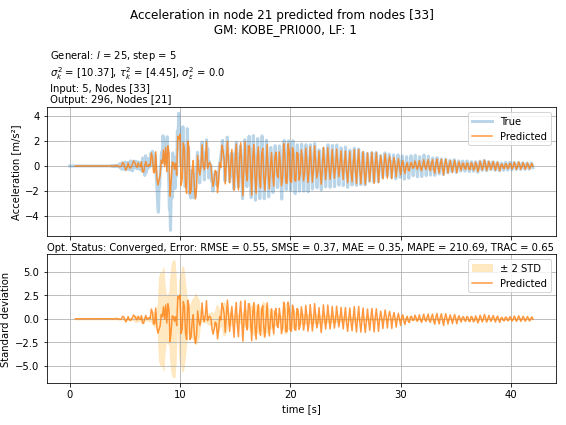 Acceleration in node 21 predicted from nodes [33]
GM: KOBE_PRI000, LF: 1
General: l = 25, step = 5
σ²ₖ = [10.37], τ²ₖ = [4.45], σ²ε = 0.0
Input: 5, Nodes [33]
Output: 296, Nodes [21]
Acceleration [m/s²]
4
2
0
−2
−4
True
Predicted
Opt. Status: Converged, Error: RMSE = 0.55, SMSE = 0.37, MAE = 0.35, MAPE = 210.69, TRAC = 0.65
Standard deviation
5.0
2.5
0.0
−2.5
−5.0
± 2 STD
Predicted
0 10 20 30 40
time [s]